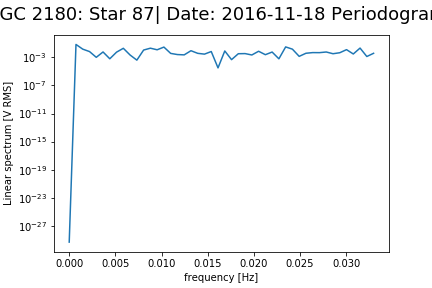 GC 2180: Star 87| Date: 2016-11-18
10⁻³
10⁻⁷
10⁻¹¹
10⁻¹⁵
10⁻¹⁹
10⁻²³
10⁻²⁷
Linear spectrum [V RMS]
0.000 0.005 0.010 0.015 0.020 0.025 0.030
frequency [Hz]